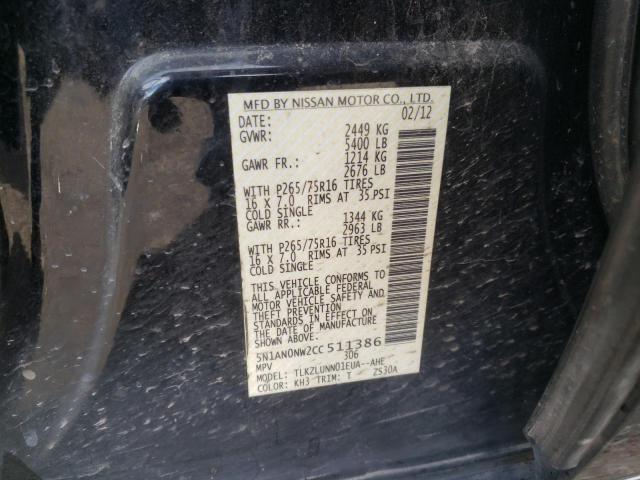 MFD BY NISSAN MOTOR CO., LTD.
DATE: 02/12
GVWR: 2449 KG
5400 LB
GAWR FR.: 1214 KG
2676 LB
WITH P265/75R16 TIRES
16 X 7.0 RIMS AT 35 PSI
COLD SINGLE
GAWR RR.: 1344 KG
2963 LB
WITH P265/75R16 TIRES
16 X 7.0 RIMS AT 35 PSI
COLD SINGLE
THIS VEHICLE CONFORMS TO
ALL APPLICABLE FEDERAL
MOTOR VEHICLE SAFETY AND
THEFT PREVENTION
STANDARDS IN EFFECT ON
THE DATE OF MANUFACTURE
SHOWN ABOVE.
5N1AN0NW2CC511386
MPV 306
MODEL: TLKZLUNN01EUA--AHE
COLOR: KH3 TRIM: T ZS30A